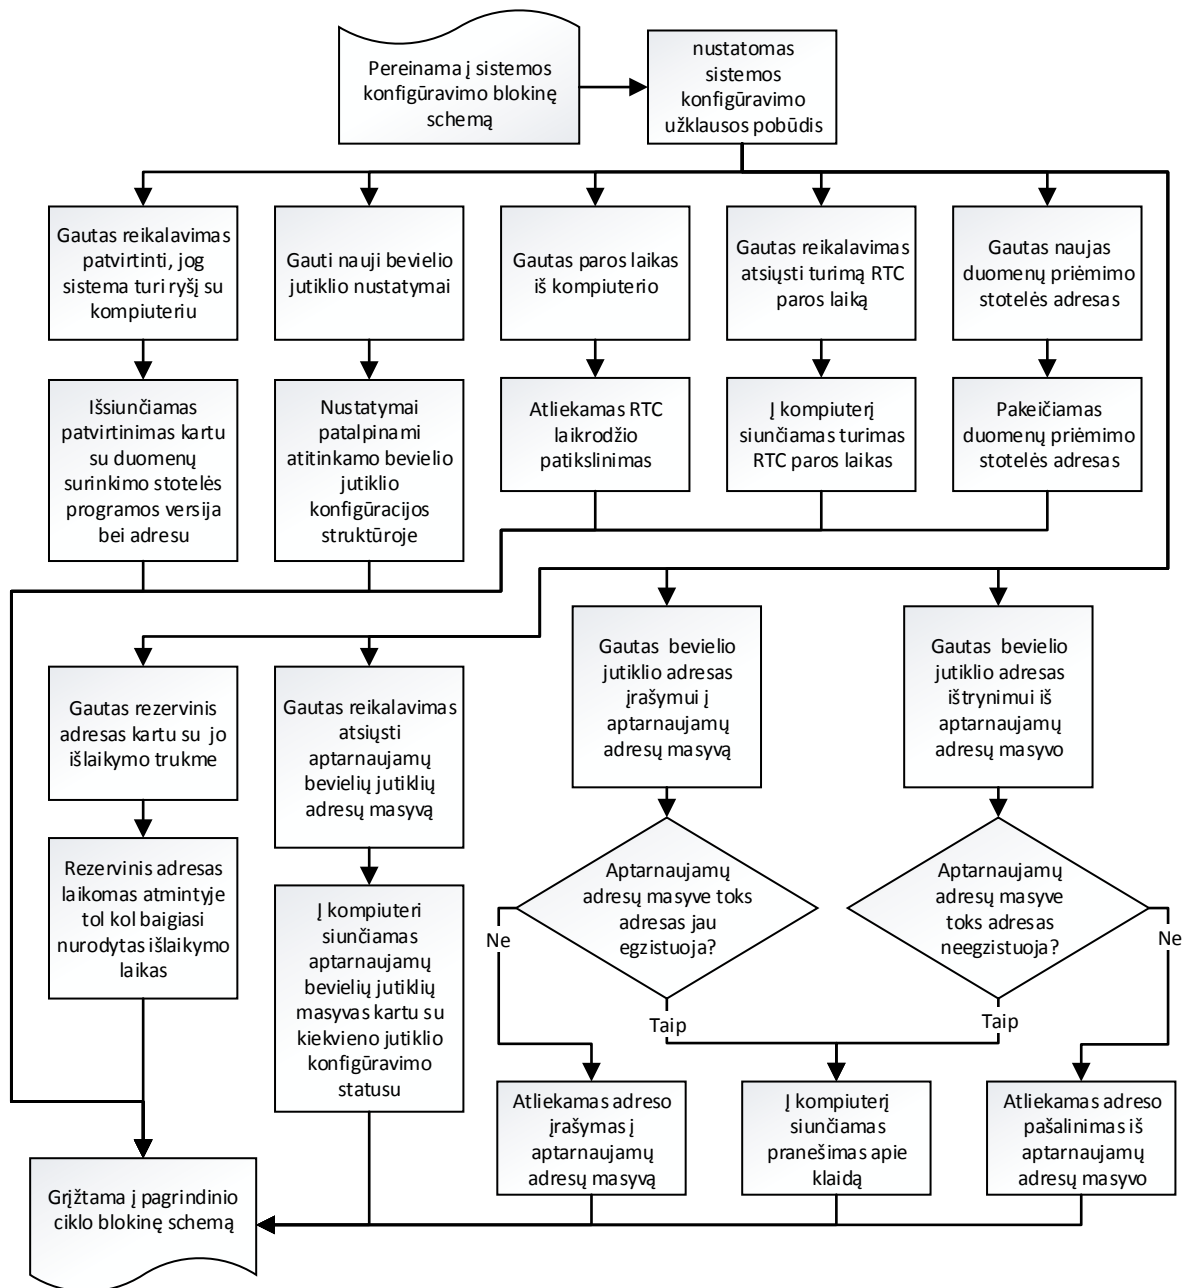 Pereinama į sistemos
konfigūravimo blokinę
schemą
nustatomas
sistemos
konfigūravimo
užklausos pobūdis
Gautas reikalavimas
patvirtinti, jog
sistema turi ryšį su
kompiuteriu
Gauti nauji bevielio
jutiklio nustatymai
Gautas paros laikas
iš kompiuterio
Gautas reikalavimas
atsiųsti turimą RTC
paros laiką
Gautas naujas
duomenų priėmimo
stotelės adresas
Išsiunčiamas
patvirtinimas kartu
su duomenų
surinkimo stotelės
programos versija
bei adresu
Nustatymai
patalpinami
atitinkamo bevielio
jutiklio
konfigūracijos
struktūroje
Atliekamas RTC
laikrodžio
patikslinimas
Į kompiuterį
siunčiamas turimas
RTC paros laikas
Pakeičiamas
duomenų priėmimo
stotelės adresas
Gautas rezervinis
adresas kartu su jo
išlaikymo trukme
Gautas reikalavimas
atsiųsti
aptarnaujamų
bevielių jutiklių
adresų masyvą
Gautas bevielio
jutiklio adresas
įrašymui į
aptarnaujamų
adresų masyvą
Gautas bevielio
jutiklio adresas
ištrynimui iš
aptarnaujamų
adresų masyvo
Rezervinis adresas
laikomas atmintyje
tol kol baigiasi
nurodytas išlaikymo
laikas
Į kompiuteri
siunčiamas
aptarnaujamų
bevielių jutiklių
masyvas kartu su
kiekvieno jutiklio
konfigūravimo
statusu
Aptarnaujamų
adresų masyve toks
adresas jau
egzistuoja?
Aptarnaujamų
adresų masyve
toks adresas
neegzistuoja?
Ne
Ne
Taip
Taip
Atliekamas adreso
įrašymas į
aptarnaujamų
adresų masyvą
Į kompiuterį
siunčiamas
pranešimas apie
klaidą
Atliekamas adreso
pašalinimas iš
aptarnaujamų
adresų masyvo
Grįžtama į pagrindinio
ciklo blokinę schemą